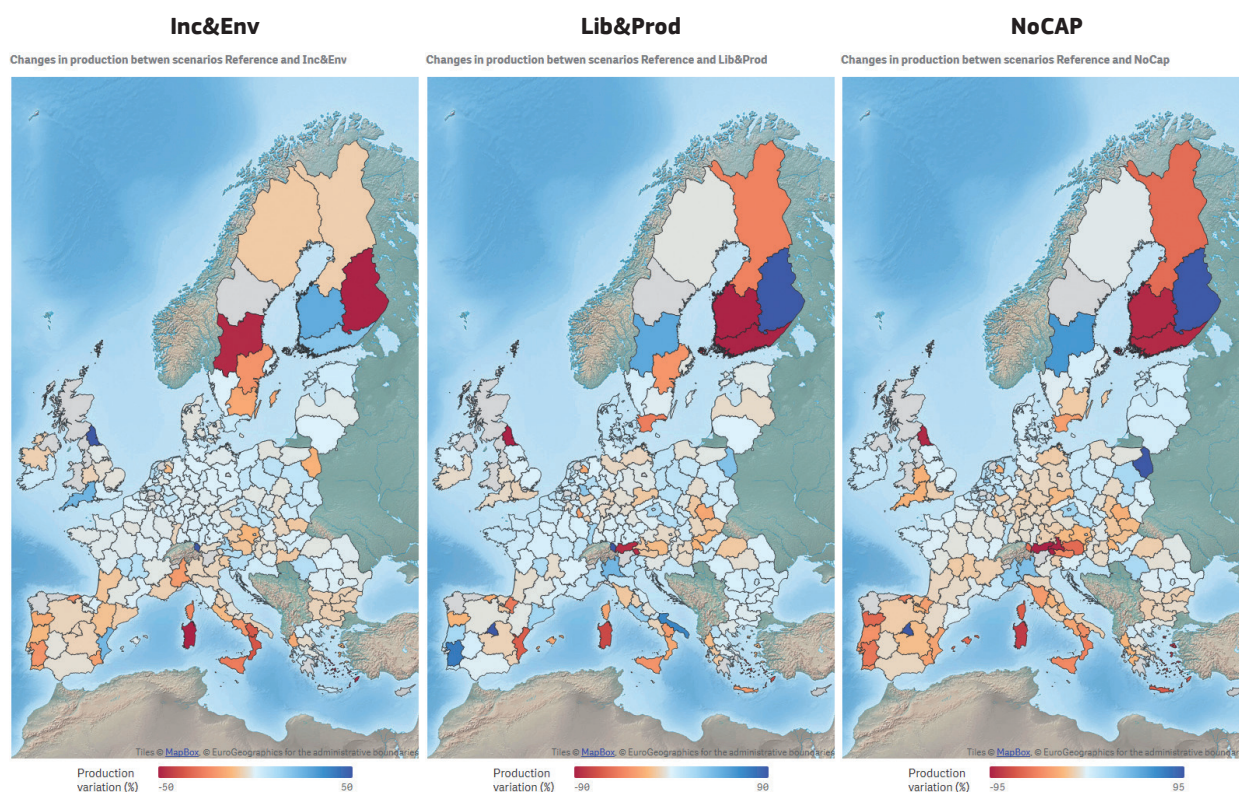 Inc&Env
Lib&Prod
NoCAP
Changes in production betwen scenarios Reference and Inc&Env
Changes in production betwen scenarios Reference and Lib&Prod
Changes in production betwen scenarios Reference and NoCap
Tiles © MapBox, © EuroGeographics for the administrative boundaries
Tiles © MapBox, © EuroGeographics for the administrative boundaries
Tiles © MapBox, © EuroGeographics for the administrative boundaries
Production
variation (%)
-50
50
Production
variation (%)
-90
90
Production
variation (%)
-95
95